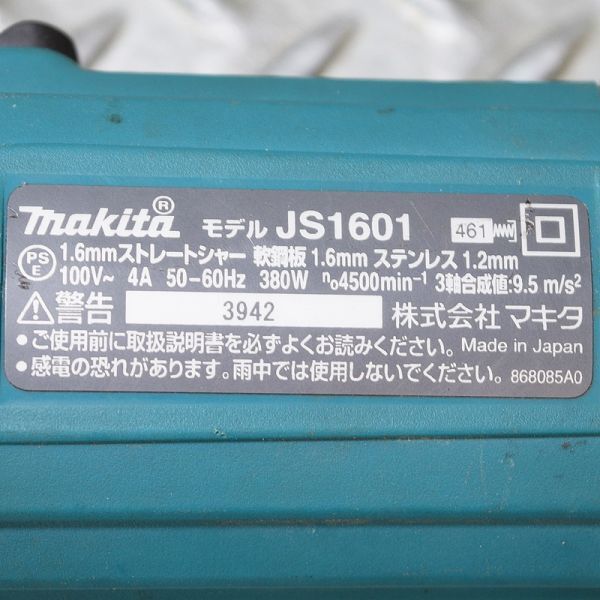 makita® モデル JS1601 461
PS E 1.6mmストレートシャー 軟鋼板 1.6mm ステンレス 1.2mm
100V~ 4A 50-60Hz 380W n₀4500min⁻¹ 3軸合成値:9.5 m/s²
警告 3942 株式会社 マキタ
●ご使用前に取扱説明書を必ずよくお読みください。 Made in Japan
●感電の恐れがあります。雨中では使用しないでください。 868085A0